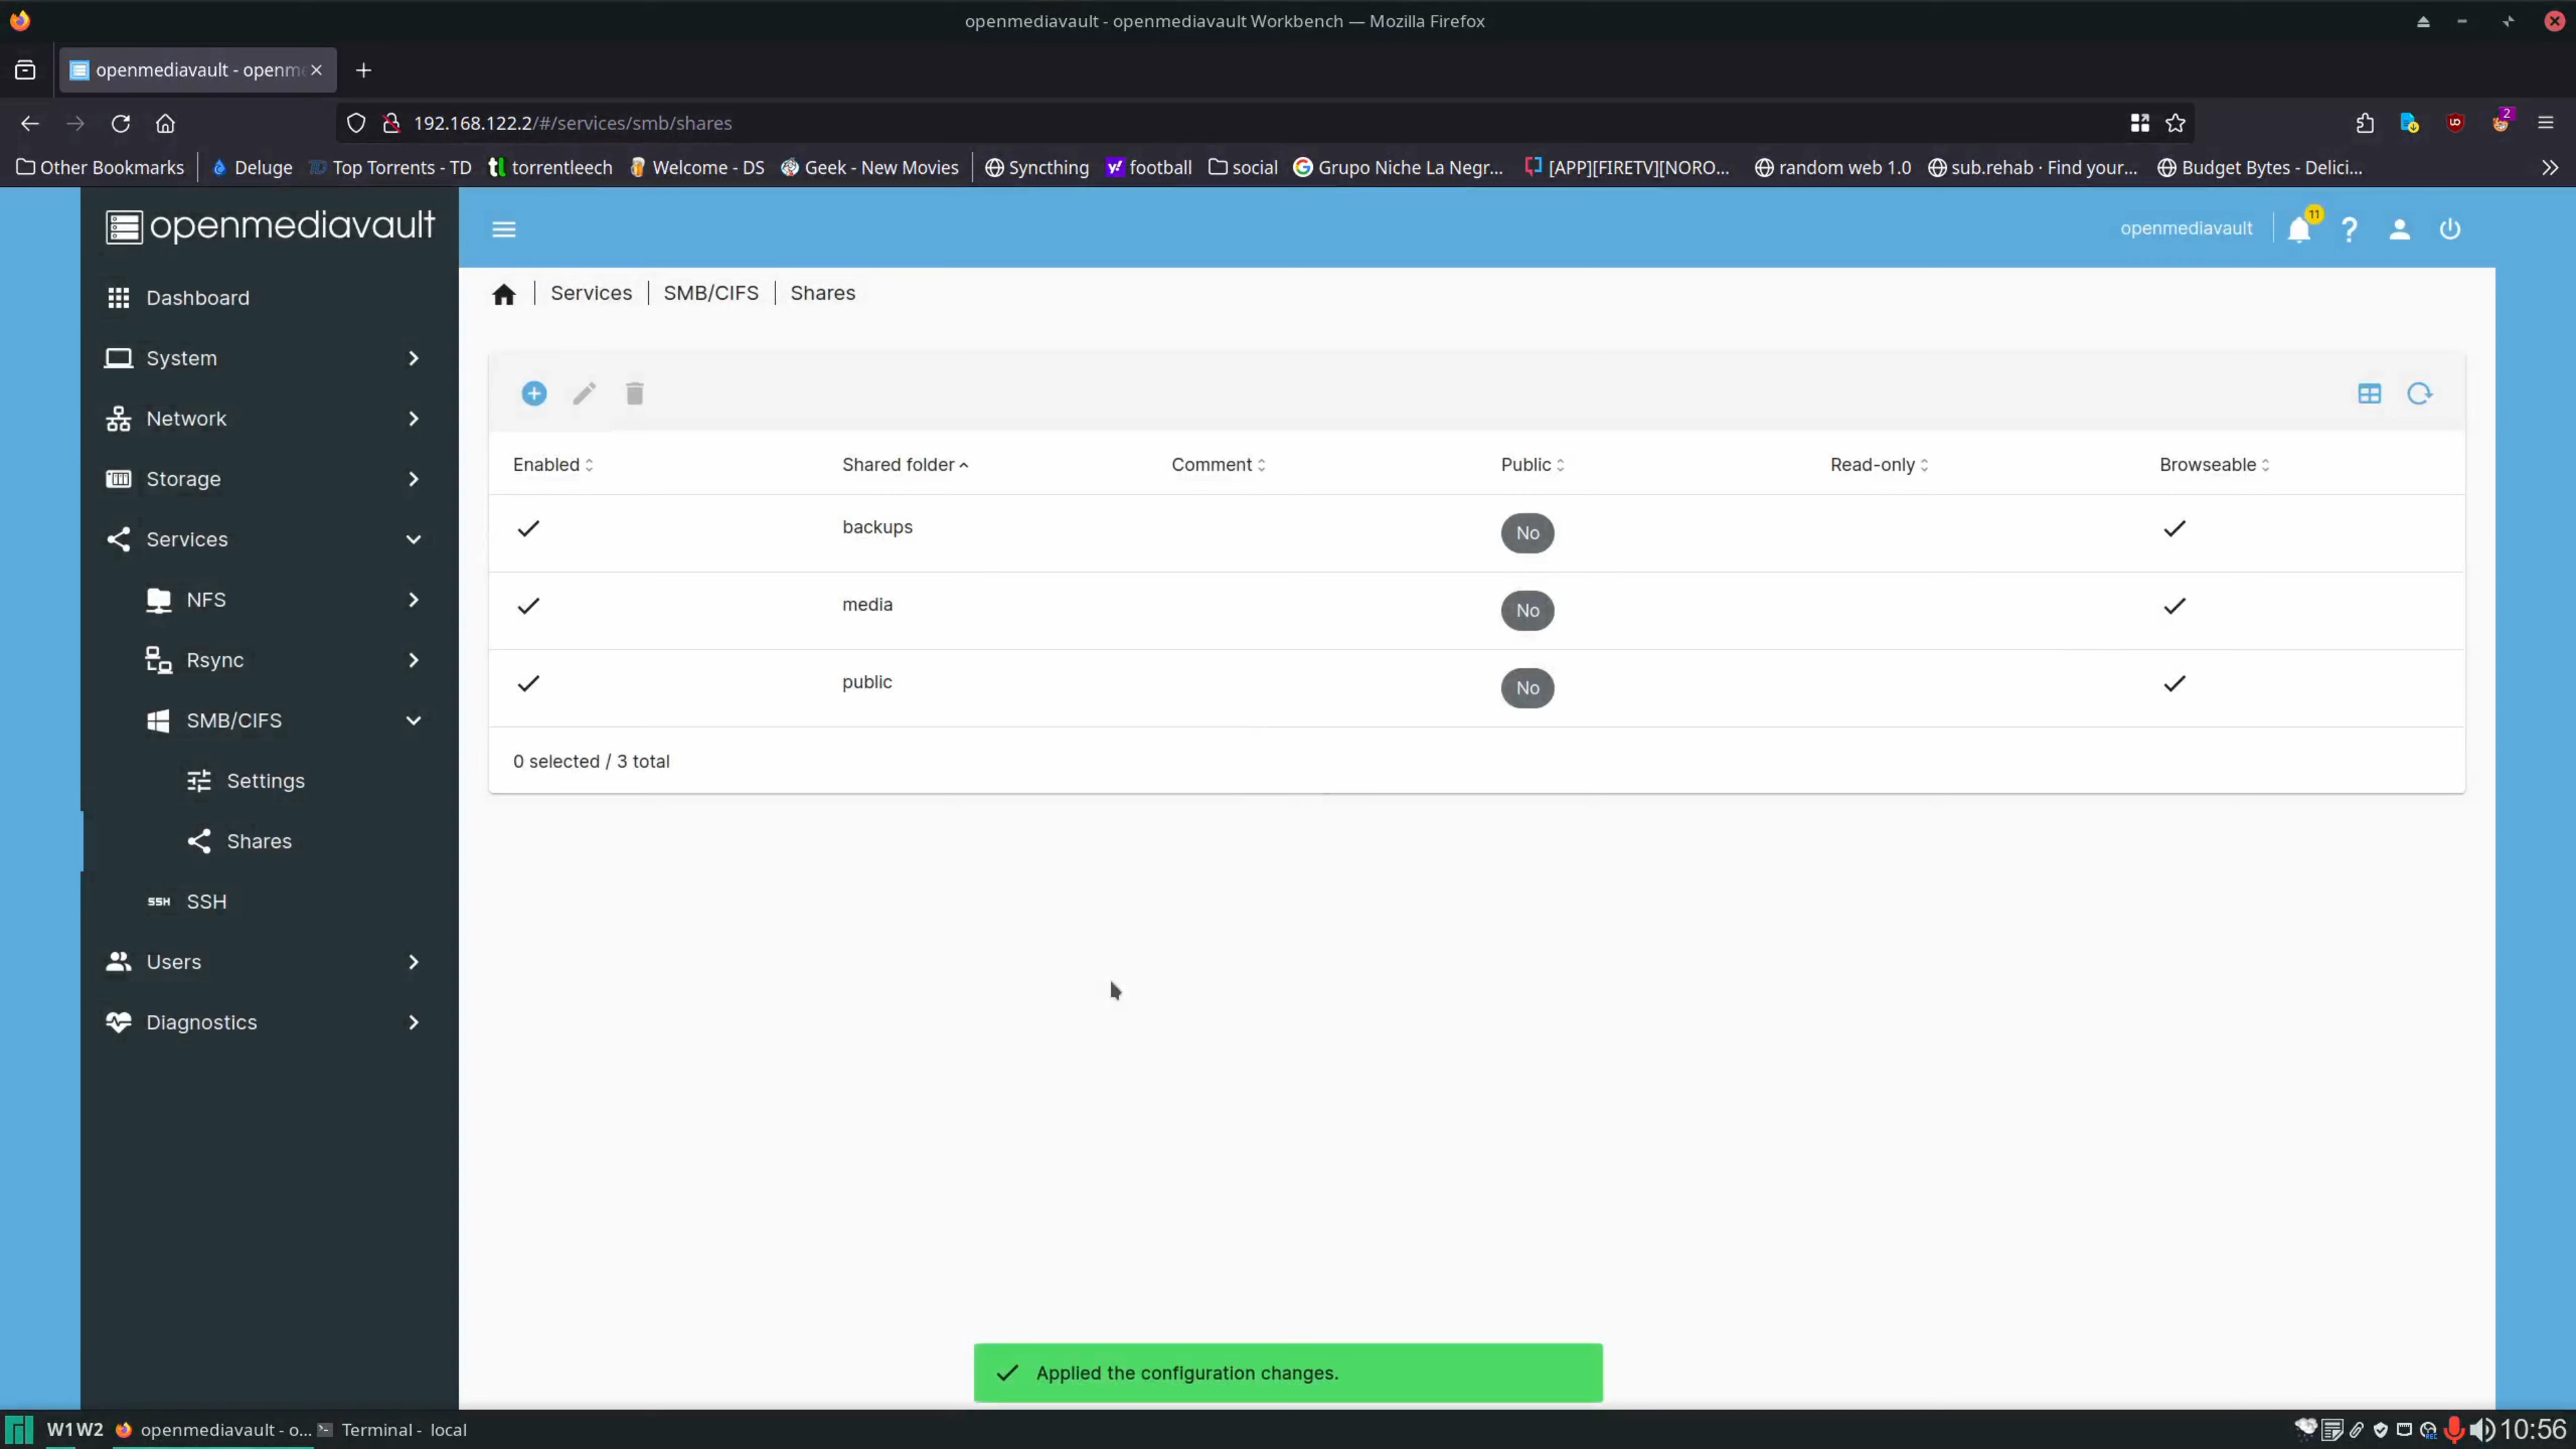 openmediavault - openmediavault Workbench — Mozilla Firefox
openmediavault - openme
192.168.122.2/#/services/smb/shares
2
Other Bookmarks Deluge Top Torrents - TD torrentleech Welcome - DS Geek - New Movies Syncthing football social Grupo Niche La Negr... [APP][FIRETV][NORO... random web 1.0 sub.rehab · Find your... Budget Bytes - Delici...
openmediavault
openmediavault 11
Dashboard
System
Network
Storage
Services
NFS
Rsync
SMB/CIFS
Settings
Shares
SSH SSH
Users
Diagnostics
Services | SMB/CIFS | Shares
Enabled Shared folder Comment Public Read-only Browseable
backups No
media No
public No
0 selected / 3 total
Applied the configuration changes.
W1 W2 openmediavault - o... Terminal - local 10:56